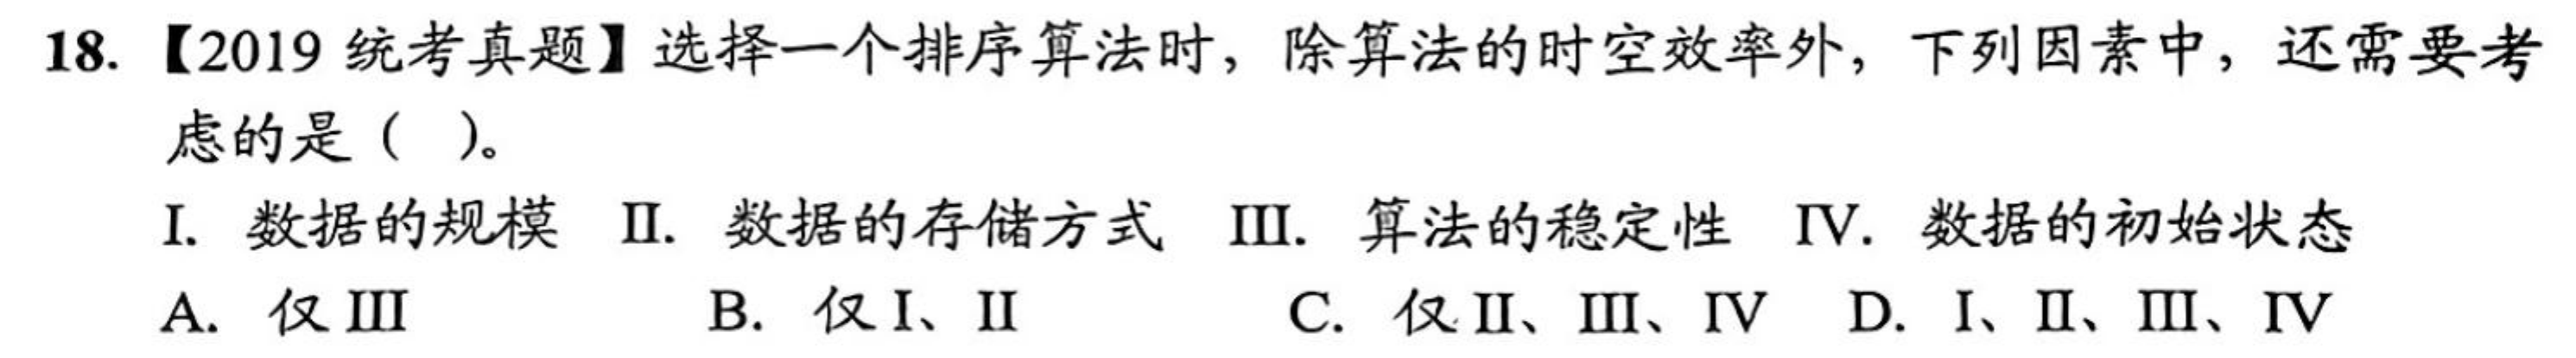 18. 【2019 统考真题】选择一个排序算法时，除算法的时空效率外，下列因素中，还需要考
虑的是（ ）。
I. 数据的规模 II. 数据的存储方式 III. 算法的稳定性 IV. 数据的初始状态
A. 仅 III B. 仅 I、II C. 仅 II、III、IV D. I、II、III、IV